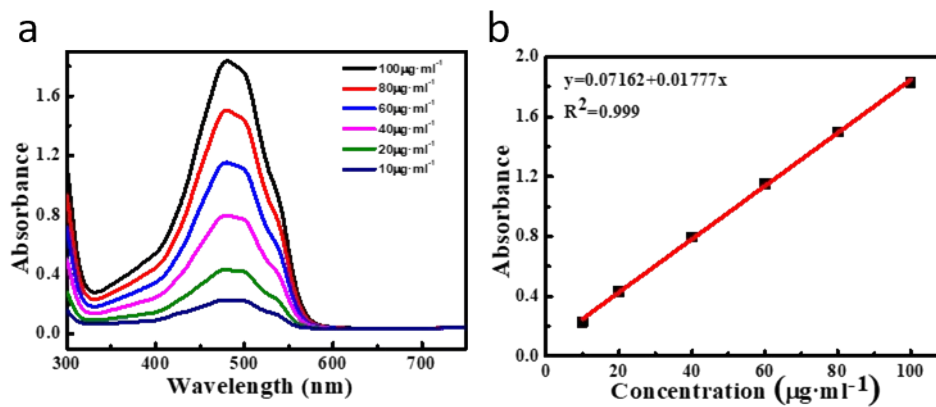 a
Absorbance
1.6
1.2
0.8
0.4
0.0
100μg·ml⁻¹
80μg·ml⁻¹
60μg·ml⁻¹
40μg·ml⁻¹
20μg·ml⁻¹
10μg·ml⁻¹
300 400 500 600 700
Wavelength (nm)
b
Absorbance
2.0
1.6
1.2
0.8
0.4
0.0
y=0.07162+0.01777x
R²=0.999
0 20 40 60 80 100
Concentration (μg·ml⁻¹)